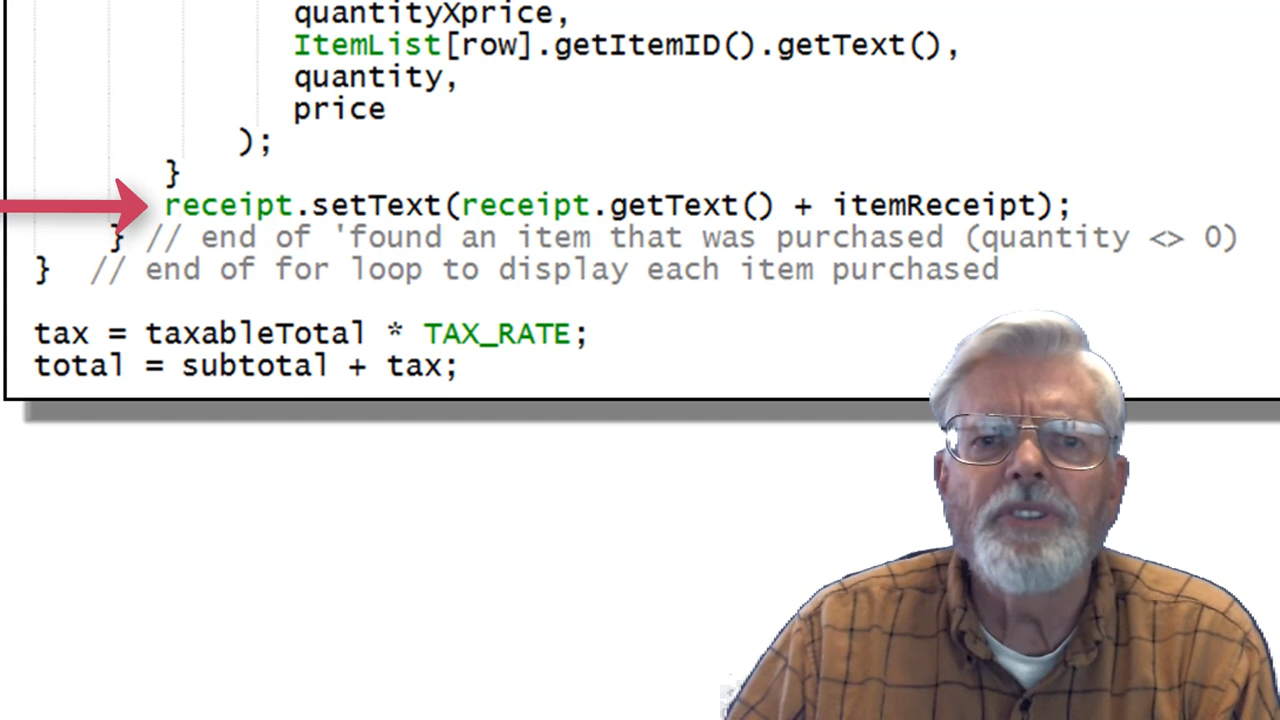 quantityXprice,
ItemList[row].getItemID().getText(),
quantity,
price
);
}
receipt.setText(receipt.getText() + itemReceipt);
} // end of 'found an item that was purchased (quantity <> 0)
} // end of for loop to display each item purchased
tax = taxableTotal * TAX_RATE;
total = subtotal + tax;